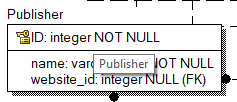 Publisher
ID: integer NOT NULL
name: varc NOT NULL
Publisher
website_id: integer NULL (FK)